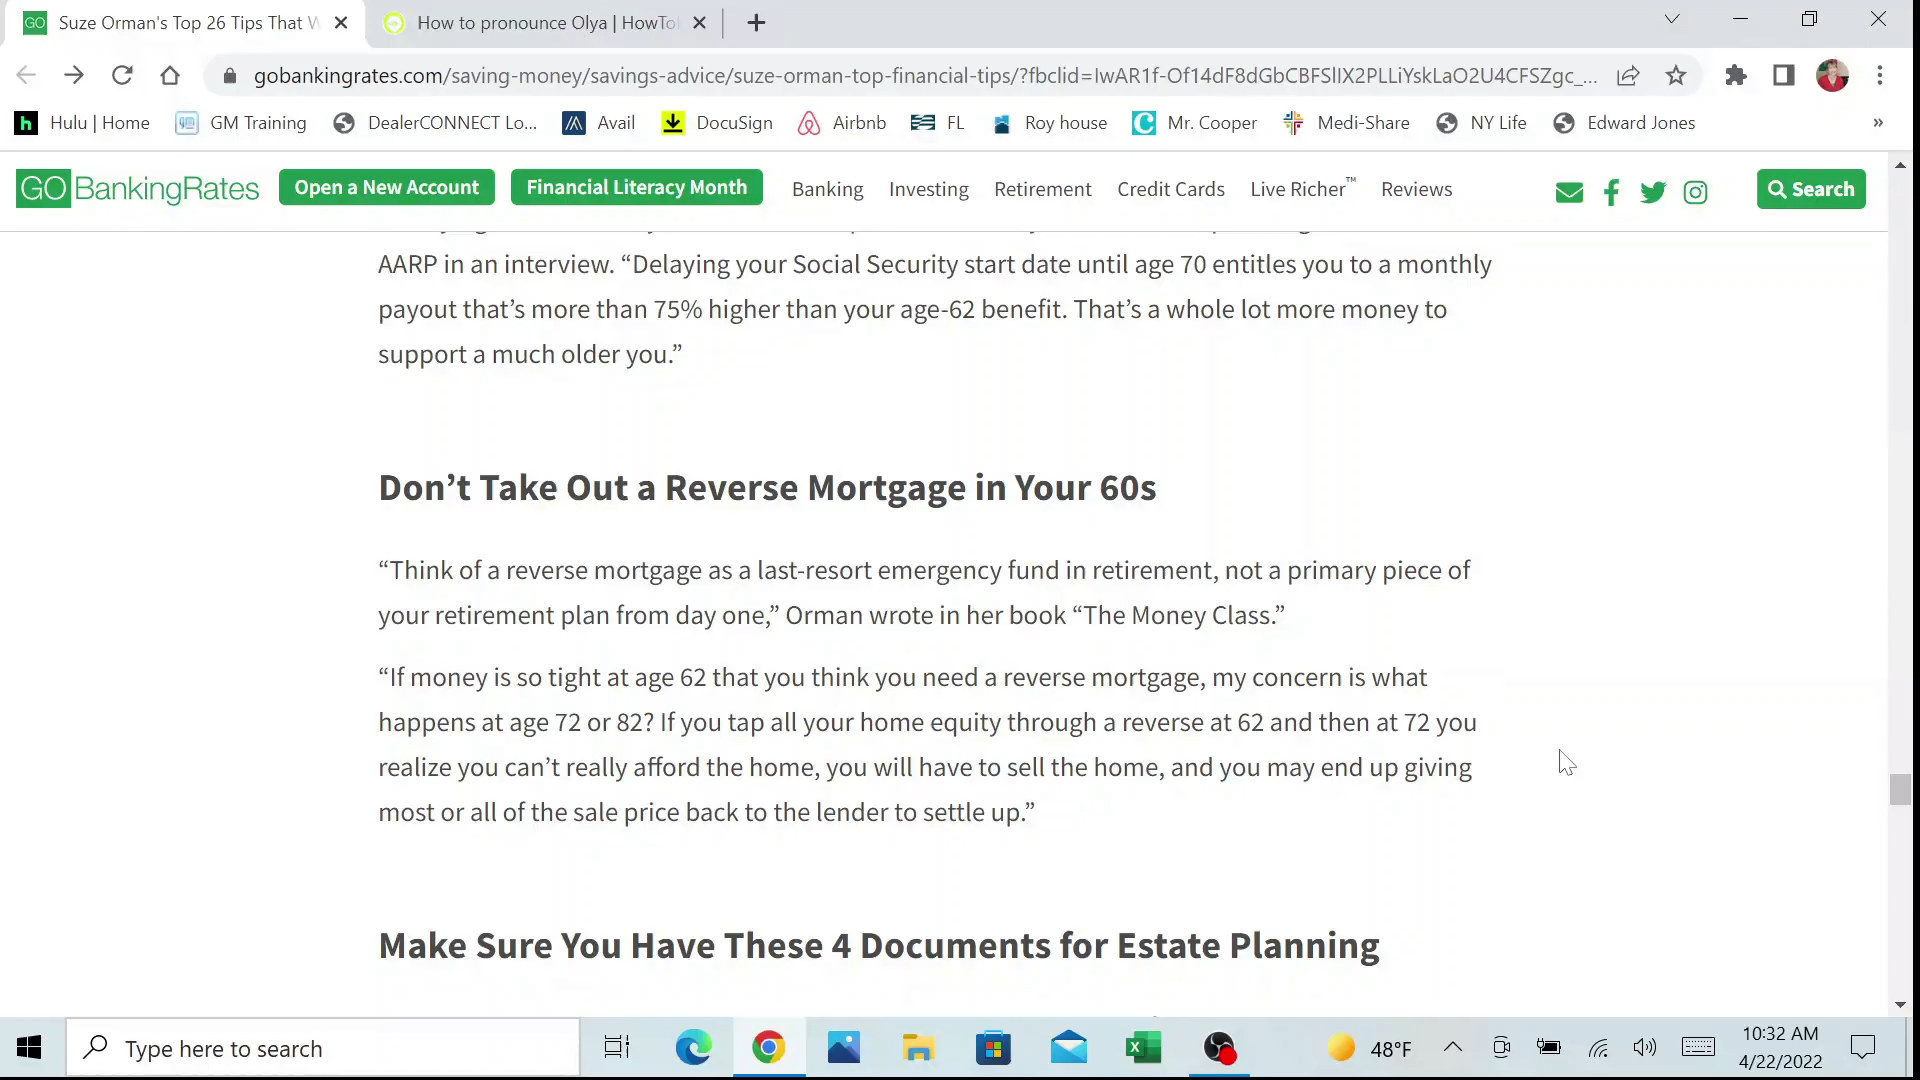 GO
Suze Orman's Top 26 Tips That W
How to pronounce Olya | HowTo
gobankingrates.com/saving-money/savings-advice/suze-orman-top-financial-tips/?fbclid=IwAR1f-Of14dF8dGbCBFSlIX2PLLiYskLaO2U4CFSZgc_...
h
Hulu | Home
GM Training
DealerCONNECT Lo...
Avail
DocuSign
Airbnb
FL
Roy house
Mr. Cooper
Medi-Share
NY Life
Edward Jones
»
GOBankingRates
Open a New Account
Financial Literacy Month
Banking
Investing
Retirement
Credit Cards
Live Richer™
Reviews
Search
AARP in an interview. “Delaying your Social Security start date until age 70 entitles you to a monthly
payout that’s more than 75% higher than your age-62 benefit. That’s a whole lot more money to
support a much older you.”
Don’t Take Out a Reverse Mortgage in Your 60s
“Think of a reverse mortgage as a last-resort emergency fund in retirement, not a primary piece of
your retirement plan from day one,” Orman wrote in her book “The Money Class.”
“If money is so tight at age 62 that you think you need a reverse mortgage, my concern is what
happens at age 72 or 82? If you tap all your home equity through a reverse at 62 and then at 72 you
realize you can’t really afford the home, you will have to sell the home, and you may end up giving
most or all of the sale price back to the lender to settle up.”
Make Sure You Have These 4 Documents for Estate Planning
Type here to search
48°F
10:32 AM
4/22/2022